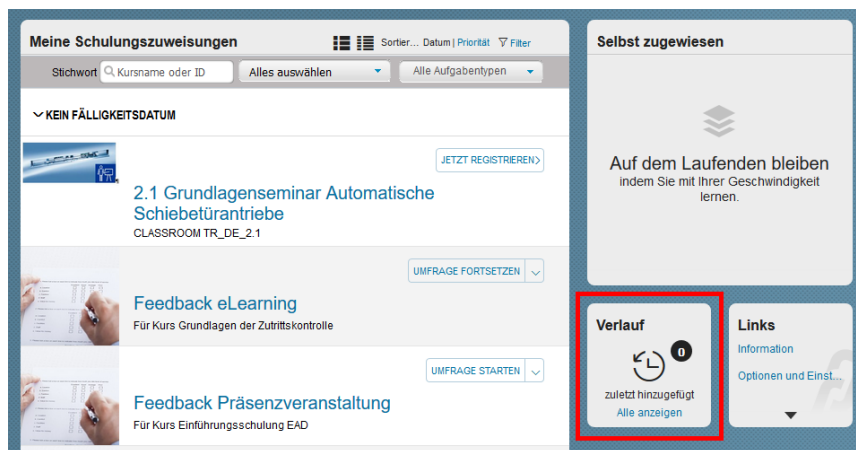 Meine Schulungszuweisungen
Sortier... Datum | Priorität Filter
Stichwort Kursname oder ID Alles auswählen Alle Aufgabentypen
KEIN FÄLLIGKEITSDATUM
JETZT REGISTRIEREN
2.1 Grundlagenseminar Automatische
Schiebetürantriebe
CLASSROOM TR_DE_2.1
UMFRAGE FORTSETZEN
Feedback eLearning
Für Kurs Grundlagen der Zutrittskontrolle
UMFRAGE STARTEN
Feedback Präsenzveranstaltung
Für Kurs Einführungsschulung EAD
Selbst zugewiesen
Auf dem Laufenden bleiben
indem Sie mit Ihrer Geschwindigkeit
lernen.
Verlauf
0
zuletzt hinzugefügt
Alle anzeigen
Links
Information
Optionen und Einst...